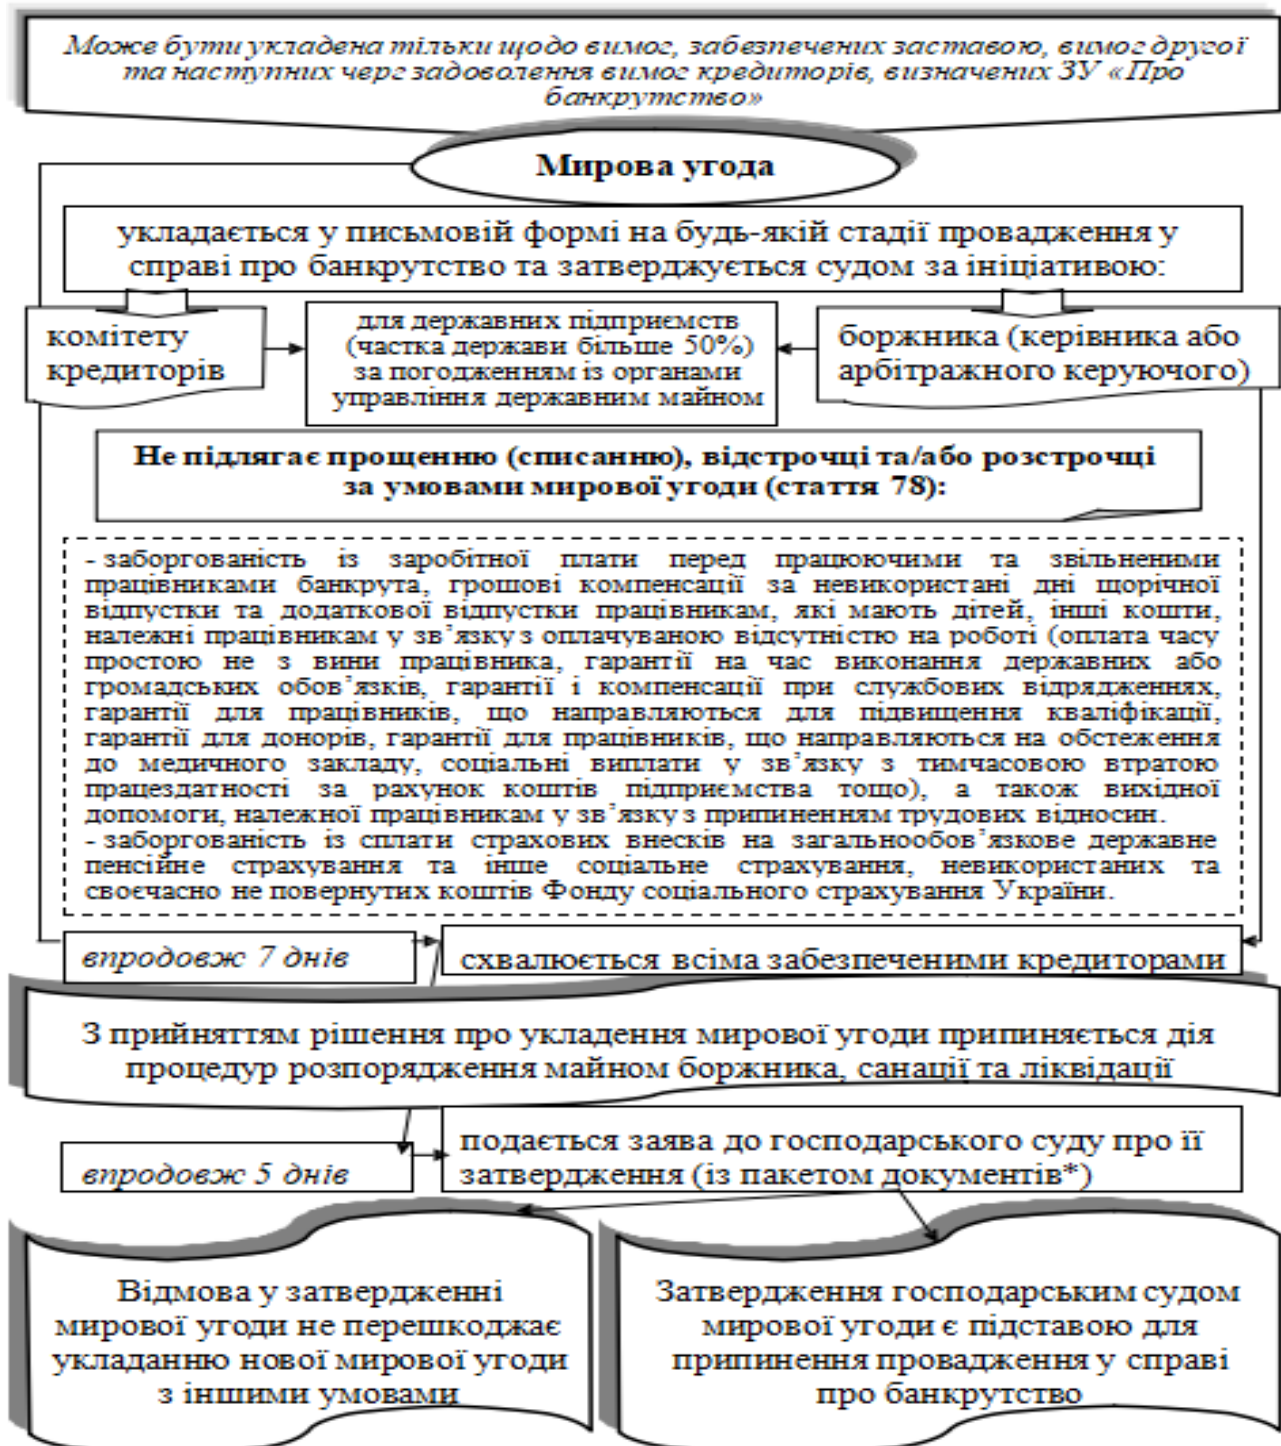 Може бути укладена тільки щодо вимог, забезпечених заставою, вимог другої
та наступних черг задоволення вимог кредиторів, визначених ЗУ «Про
банкрутство»
Мирова угода
укладається у письмовій формі на будь-якій стадії провадження у
справі про банкрутство та затверджується судом за ініціативою:
комітету
кредиторів
для державних підприємств
(частка держави більше 50%)
за погодженням із органами
управління державним майном
боржника (керівника або
арбітражного керуючого)
Не підлягає прощенню (списанню), відстрочці та/або розстрочці
за умовами мирової угоди (стаття 78):
- заборгованість із заробітної плати перед працюючими та звільненими
працівниками банкрута, грошові компенсації за невикористані дні щорічної
відпустки та додаткової відпустки працівникам, які мають дітей, інші кошти,
належні працівникам у зв’язку з оплачуваною відсутністю на роботі (оплата часу
простою не з вини працівника, гарантії на час виконання державних або
громадських обов’язків, гарантії і компенсації при службових відрядженнях,
гарантії для працівників, що направляються для підвищення кваліфікації,
гарантії для донорів, гарантії для працівників, що направляються на обстеження
до медичного закладу, соціальні виплати у зв’язку з тимчасовою втратою
працездатності за рахунок коштів підприємства тощо), а також вихідної
допомоги, належної працівникам у зв’язку з припиненням трудових відносин.
- заборгованість із сплати страхових внесків на загальнообов’язкове державне
пенсійне страхування та інше соціальне страхування, невикористаних та
своєчасно не повернутих коштів Фонду соціального страхування України.
впродовж 7 днів
схвалюється всіма забезпеченими кредиторами
З прийняттям рішення про укладення мирової угоди припиняється дія
процедур розпорядження майном боржника, санації та ліквідації
впродовж 5 днів
подається заява до господарського суду про її
затвердження (із пакетом документів*)
Відмова у затвердженні
мирової угоди не перешкоджає
укладанню нової мирової угоди
з іншими умовами
Затвердження господарським судом
мирової угоди є підставою для
припинення провадження у справі
про банкрутство